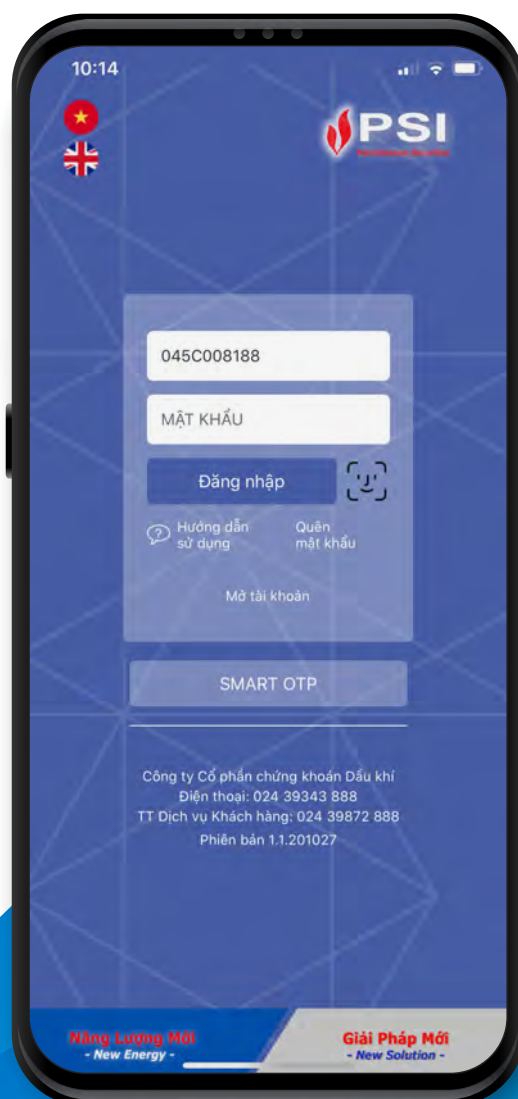 10:14
PSI
045C008188
MẬT KHẨU
Đăng nhập
Hướng dẫn
sử dụng
Quên
mật khẩu
Mở tài khoản
SMART OTP
Công ty Cổ phần chứng khoán Dầu khí
Điện thoại: 024 39343 888
TT Dịch vụ Khách hàng: 024 39872 888
Phiên bản 1.1.201027
Năng Lượng Mới
- New Energy -
Giải Pháp Mới
- New Solution -